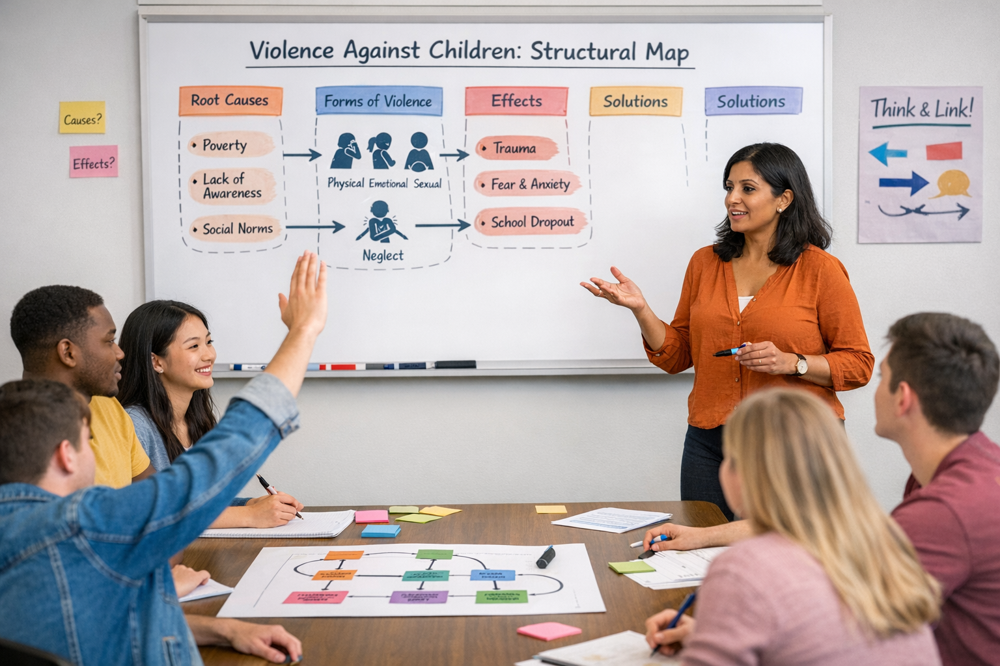 Violence Against Children: Structural Map
Root Causes
Poverty
Lack of
Awareness
Social Norms
Forms of Violence
Physical Emotional Sexual
Neglect
Effects
Trauma
Fear & Anxiety
School Dropout
Solutions
Solutions
Causes?
Effects?
Think & Link!